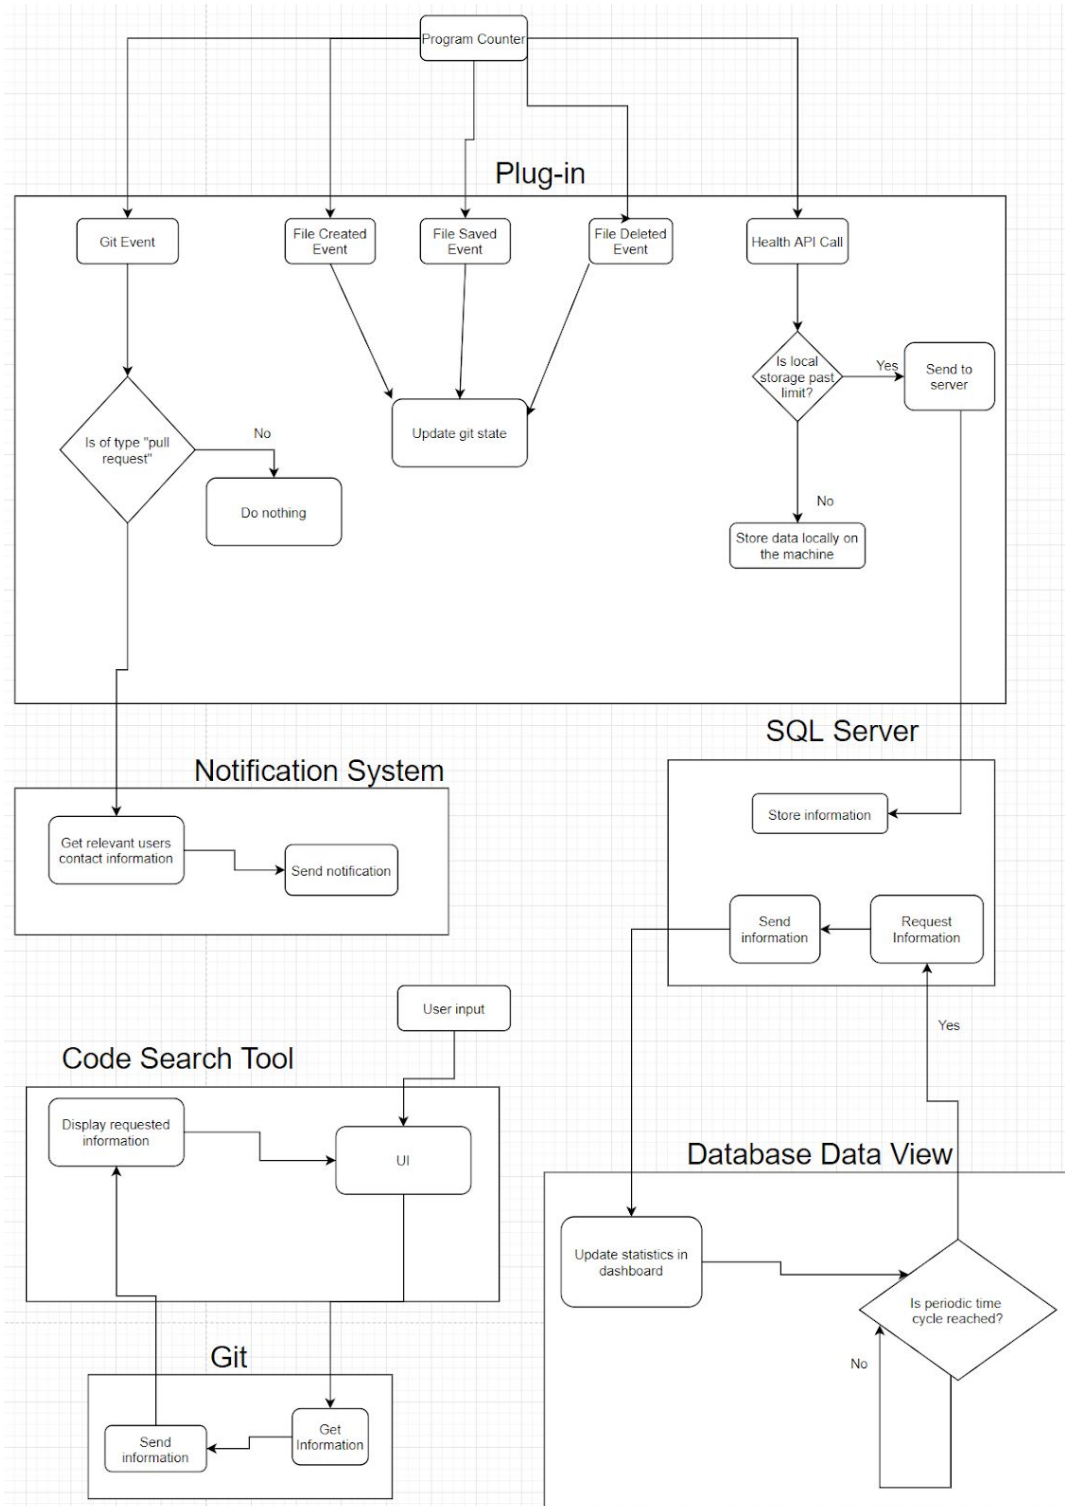 Program Counter
Plug-in
Git Event
File Created
Event
File Saved
Event
File Deleted
Event
Health API Call
Is local
storage past
limit?
Yes
Send to
server
Update git state
Is of type "pull
request"
No
Do nothing
No
Store data locally on
the machine
SQL Server
Notification System
Store information
Get relevant users
contact information
Send notification
Send
information
Request
Information
User input
Yes
Code Search Tool
Display requested
information
UI
Database Data View
Update statistics in
dashboard
Is periodic time
cycle reached?
No
Git
Get
Information
Send
information